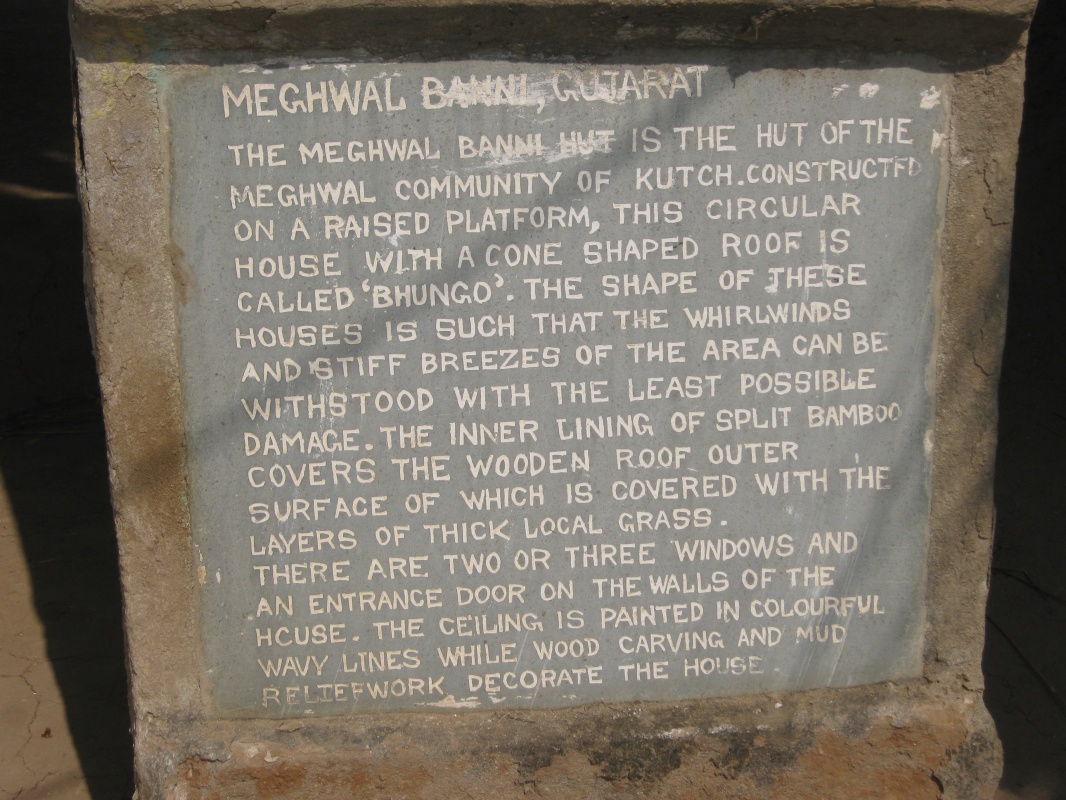 MEGHWAL BANNI, GUJARAT
THE MEGHWAL BANNI HUT IS THE HUT OF THE
MEGHWAL COMMUNITY OF KUTCH. CONSTRUCTED
ON A RAISED PLATFORM, THIS CIRCULAR
HOUSE WITH A CONE SHAPED ROOF IS
CALLED 'BHUNGO'. THE SHAPE OF THESE
HOUSES IS SUCH THAT THE WHIRLWINDS
AND STIFF BREEZES OF THE AREA CAN BE
WITHSTOOD WITH THE LEAST POSSIBLE
DAMAGE. THE INNER LINING OF SPLIT BAMBOO
COVERS THE WOODEN ROOF OUTER
SURFACE OF WHICH IS COVERED WITH THE
LAYERS OF THICK LOCAL GRASS.
THERE ARE TWO OR THREE WINDOWS AND
AN ENTRANCE DOOR ON THE WALLS OF THE
HOUSE. THE CEILING IS PAINTED IN COLOURFUL
WAVY LINES WHILE WOOD CARVING AND MUD
RELIEFWORK DECORATE THE HOUSE